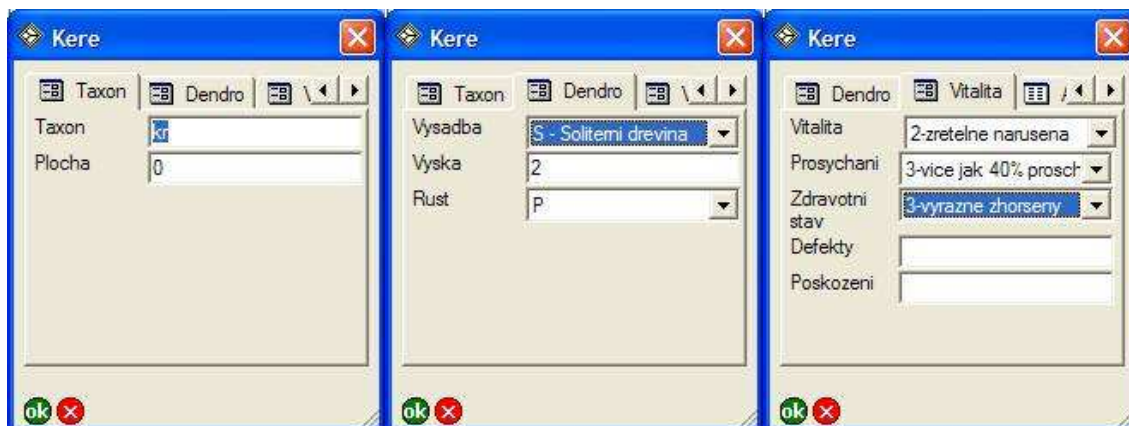 Kere
Taxon Dendro
Taxon kr
Plocha 0
ok
Kere
Taxon Dendro
Vysadba S - Soliterni drevina
Vyska 2
Rust P
ok
Kere
Dendro Vitalita
Vitalita 2-zretelne narusena
Prosychani 3-vice jak 40% prosch
Zdravotni 3-vyrazne zhorseny
stav
Defekty
Poskozeni
ok